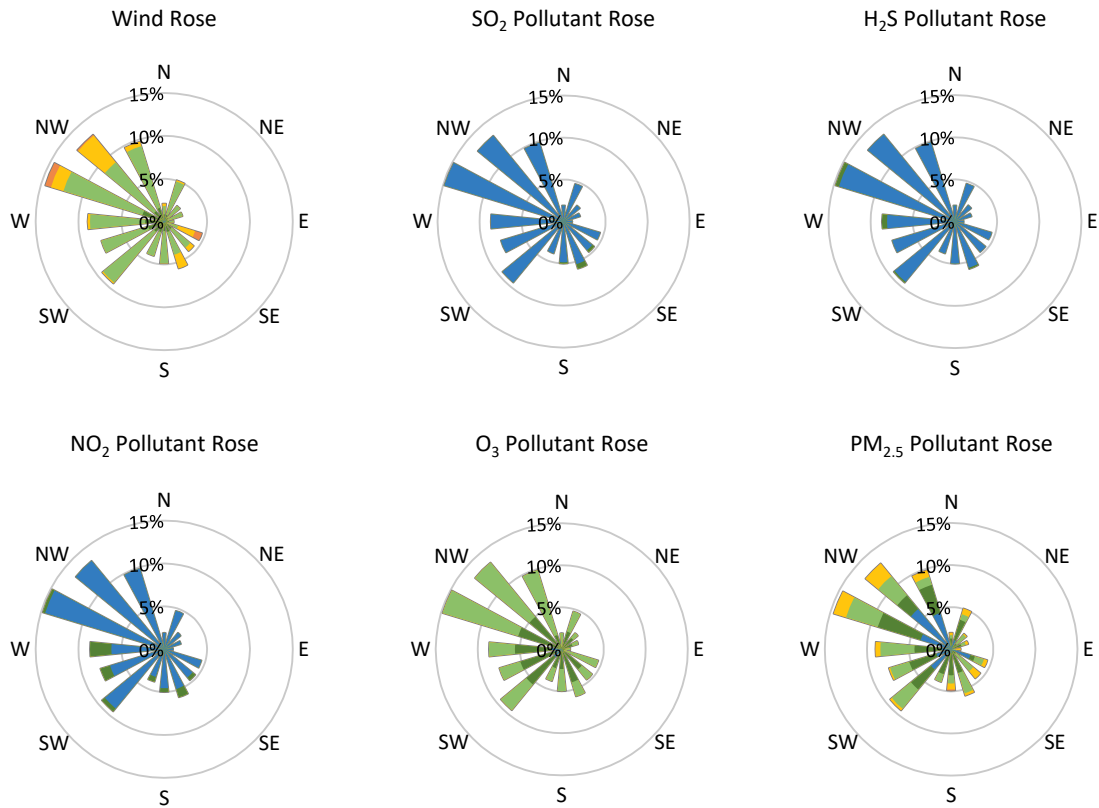 Wind Rose
N
15%
NW
NE
10%
5%
W
0%
E
SW
SE
S
SO₂ Pollutant Rose
N
15%
NW
NE
10%
5%
W
0%
E
SW
SE
S
H₂S Pollutant Rose
N
15%
NW
NE
10%
5%
W
0%
E
SW
SE
S
NO₂ Pollutant Rose
N
15%
NW
NE
10%
5%
W
0%
E
SW
SE
S
O₃ Pollutant Rose
N
15%
NW
NE
10%
5%
W
0%
E
SW
SE
S
PM₂.₅ Pollutant Rose
N
15%
NW
NE
10%
5%
W
0%
E
SW
SE
S